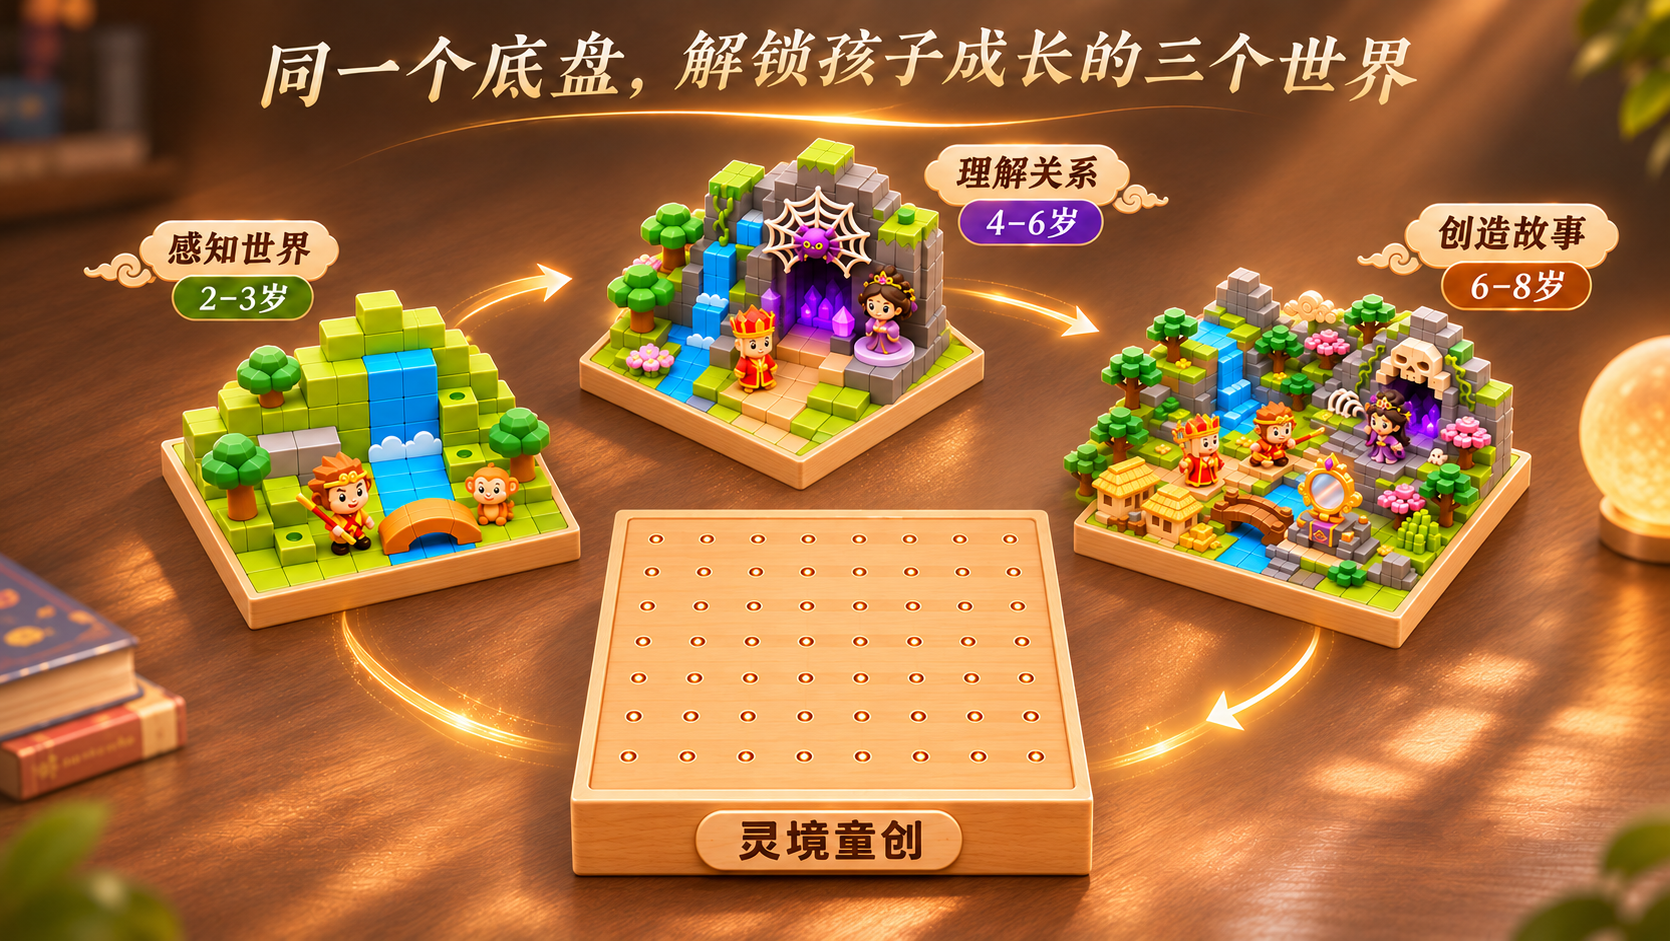 同一个底盘，解锁孩子成长的三个世界
感知世界
2-3岁
理解关系
4-6岁
创造故事
6-8岁
灵境童创